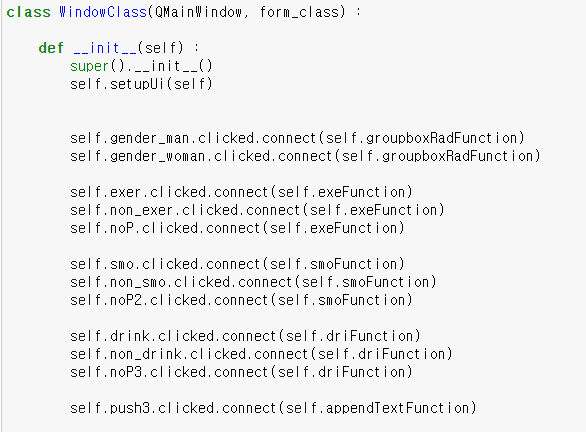 class WindowClass(QMainWindow, form_class) :
def __init__(self) :
super().__init__()
self.setupUi(self)
self.gender_man.clicked.connect(self.groupboxRadFunction)
self.gender_woman.clicked.connect(self.groupboxRadFunction)
self.exer.clicked.connect(self.exeFunction)
self.non_exer.clicked.connect(self.exeFunction)
self.noP.clicked.connect(self.exeFunction)
self.smo.clicked.connect(self.smoFunction)
self.non_smo.clicked.connect(self.smoFunction)
self.noP2.clicked.connect(self.smoFunction)
self.drink.clicked.connect(self.driFunction)
self.non_drink.clicked.connect(self.driFunction)
self.noP3.clicked.connect(self.driFunction)
self.push3.clicked.connect(self.appendTextFunction)